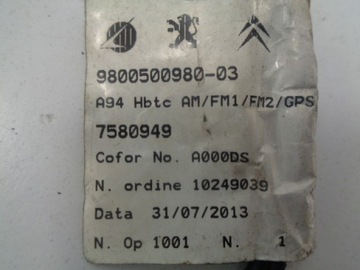 9800500980-03
A94 Hbtc AM/FM1/FM2/GPS
7580949
Cofor No. A000DS
N. ordine 10249039
Data 31/07/2013
N. Op 1001 N. 1